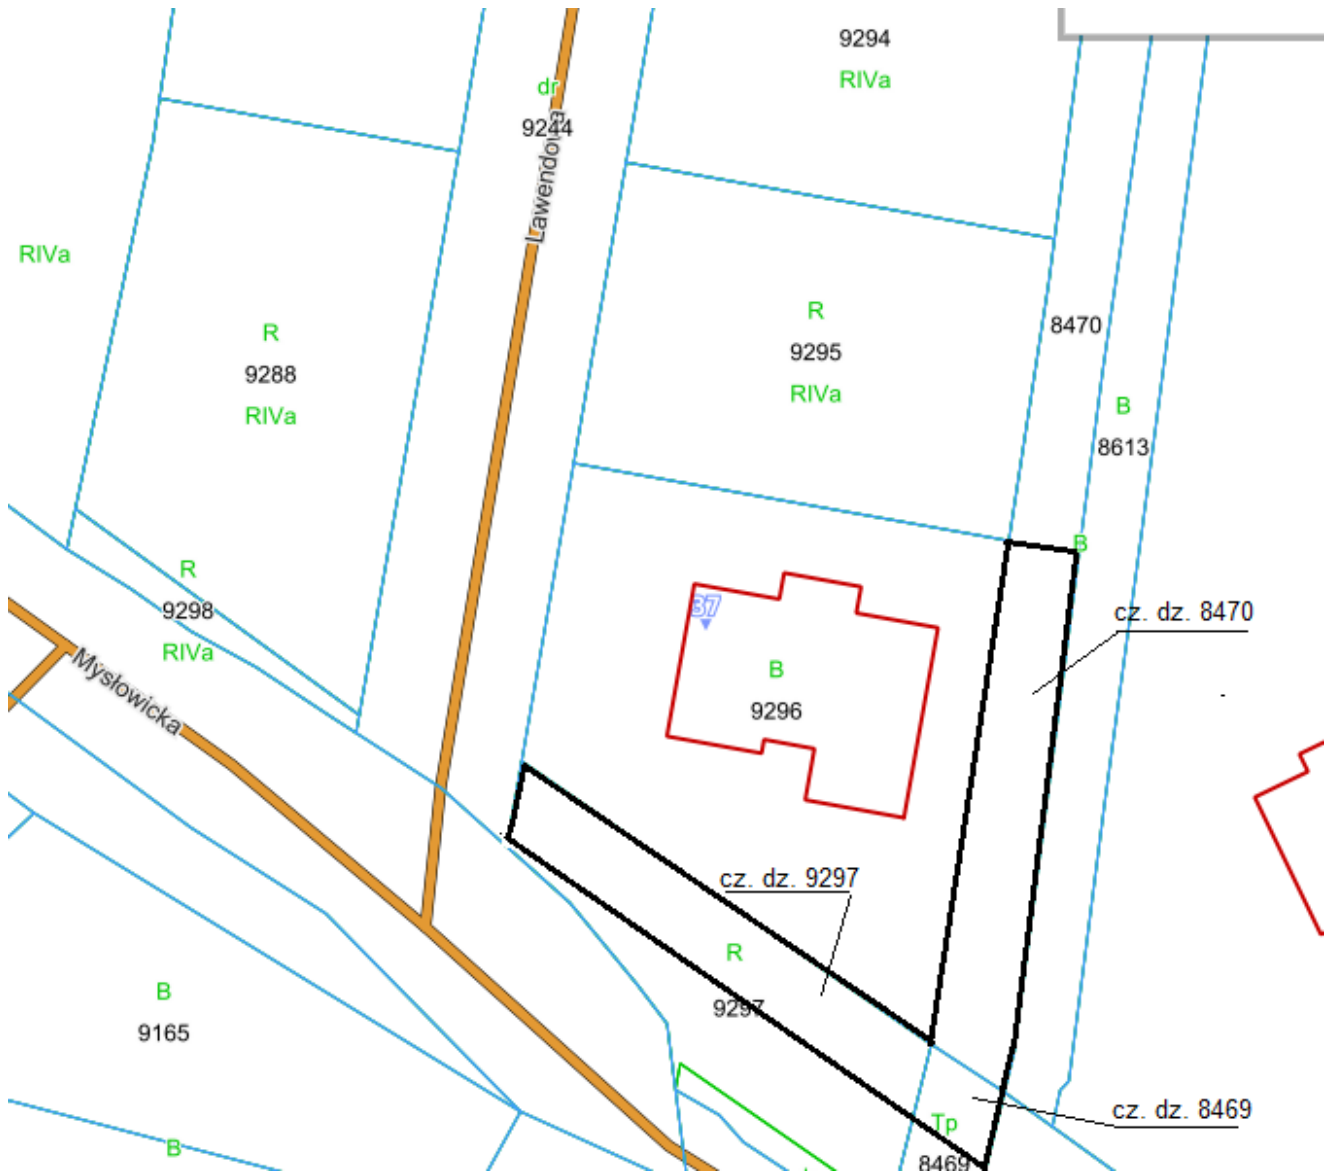 9294
RIVa
dr
9244
Lawendowa
RIVa
R
9288
RIVa
R
9295
RIVa
8470
B
8613
B
R
9298
RIVa
37
cz. dz. 8470
Mysłowicka
B
9296
cz. dz. 9297
R
9297
B
9165
cz. dz. 8469
Tp
8469
B